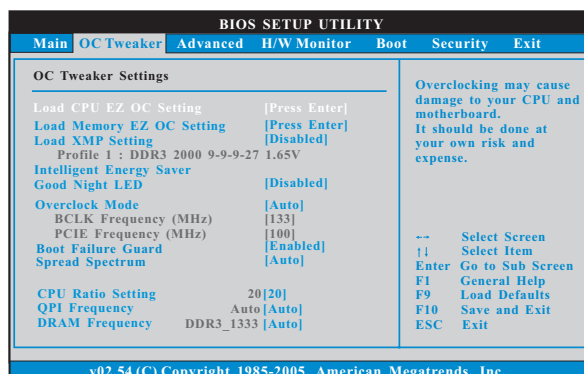 BIOS SETUP UTILITY
Main OC Tweaker Advanced H/W Monitor Boot Security Exit
OC Tweaker Settings
Load CPU EZ OC Setting [Press Enter]
Load Memory EZ OC Setting [Press Enter]
Load XMP Setting [Disabled]
Profile 1 : DDR3 2000 9-9-9-27 1.65V
Intelligent Energy Saver
Good Night LED [Disabled]
Overclock Mode [Auto]
BCLK Frequency (MHz) [133]
PCIE Frequency (MHz) [100]
Boot Failure Guard [Enabled]
Spread Spectrum [Auto]
CPU Ratio Setting 20 [20]
QPI Frequency Auto [Auto]
DRAM Frequency DDR3_1333 [Auto]
Overclocking may cause
damage to your CPU and
motherboard.
It should be done at
your own risk and
expense.
←→ Select Screen
↑↓ Select Item
Enter Go to Sub Screen
F1 General Help
F9 Load Defaults
F10 Save and Exit
ESC Exit
v02.54 (C) Copyright 1985-2005, American Megatrends, Inc.